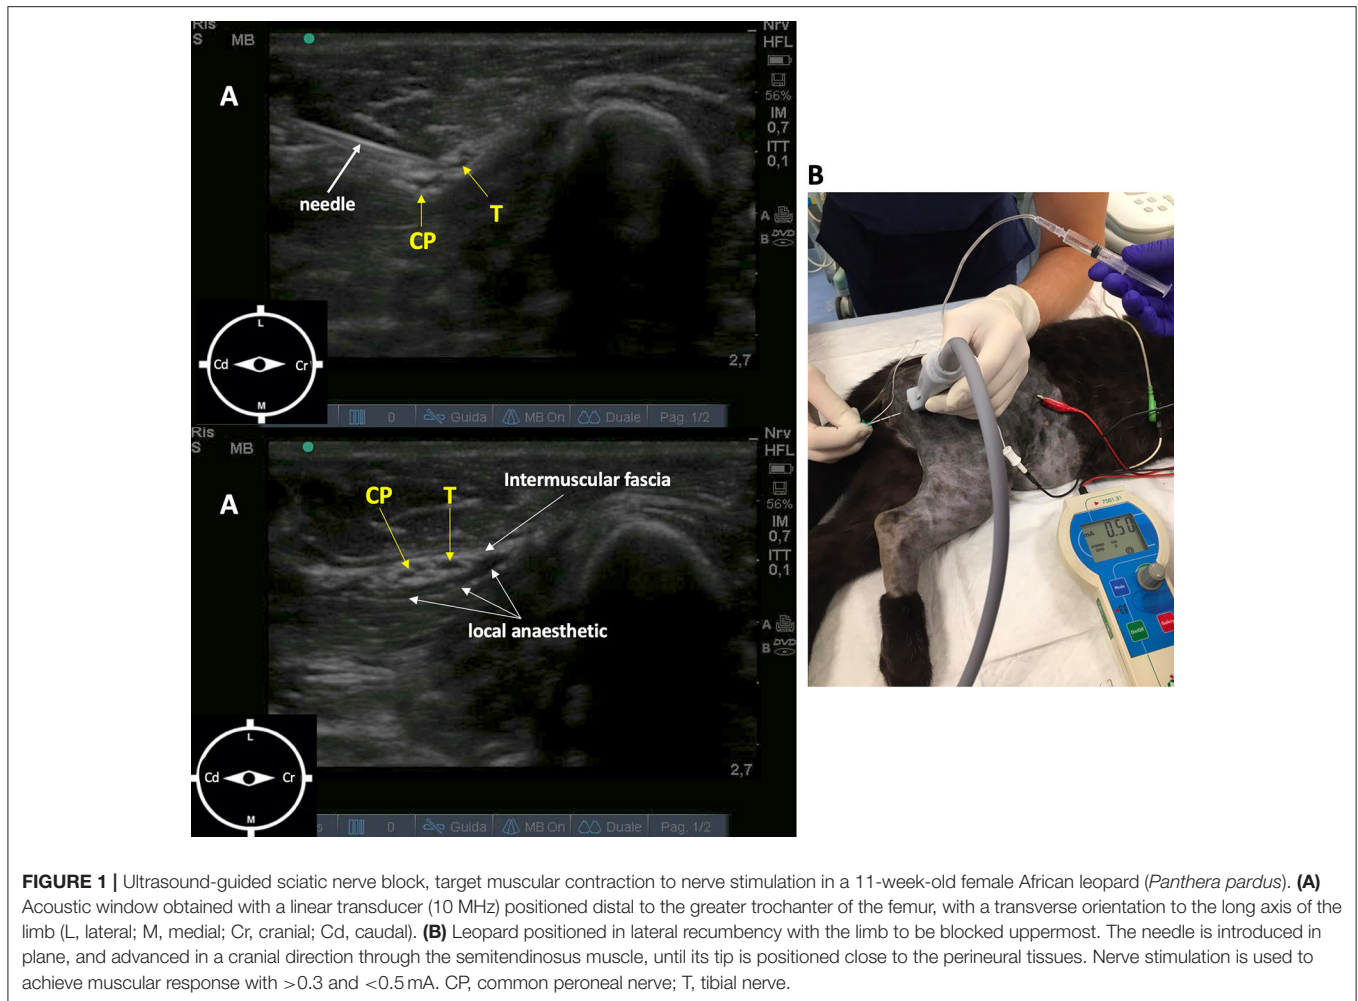 Ris
S MB
A
needle
CP
T
Nrv
HFL
56%
IM
0,7
ITT
0,1
A
B DVD
2,7
L
Cd Cr
M
0 Guida MB On Duale Pag. 1/2
Ris
S MB
A
CP T
Intermuscular fascia
local anaesthetic
Nrv
HFL
56%
IM
0,7
ITT
0,1
A
B DVD
2,7
L
Cd Cr
M
s 0 Guida MB On Duale Pag. 1/2
B
mA 0.50
Mode
On/Off
FIGURE 1 | Ultrasound-guided sciatic nerve block, target muscular contraction to nerve stimulation in a 11-week-old female African leopard (Panthera pardus). (A)
Acoustic window obtained with a linear transducer (10 MHz) positioned distal to the greater trochanter of the femur, with a transverse orientation to the long axis of the
limb (L, lateral; M, medial; Cr, cranial; Cd, caudal). (B) Leopard positioned in lateral recumbency with the limb to be blocked uppermost. The needle is introduced in
plane, and advanced in a cranial direction through the semitendinosus muscle, until its tip is positioned close to the perineural tissues. Nerve stimulation is used to
achieve muscular response with >0.3 and <0.5 mA. CP, common peroneal nerve; T, tibial nerve.